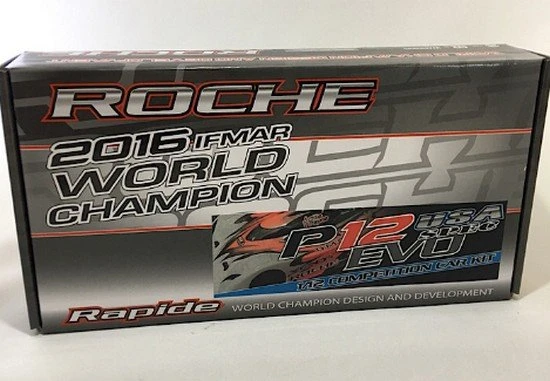 ROCHE
2016 IFMAR
WORLD
CHAMPION
P12 USA
SPEC
EVO
1/12 COMPETITION CAR KIT
Rapide WORLD CHAMPION DESIGN AND DEVELOPMENT